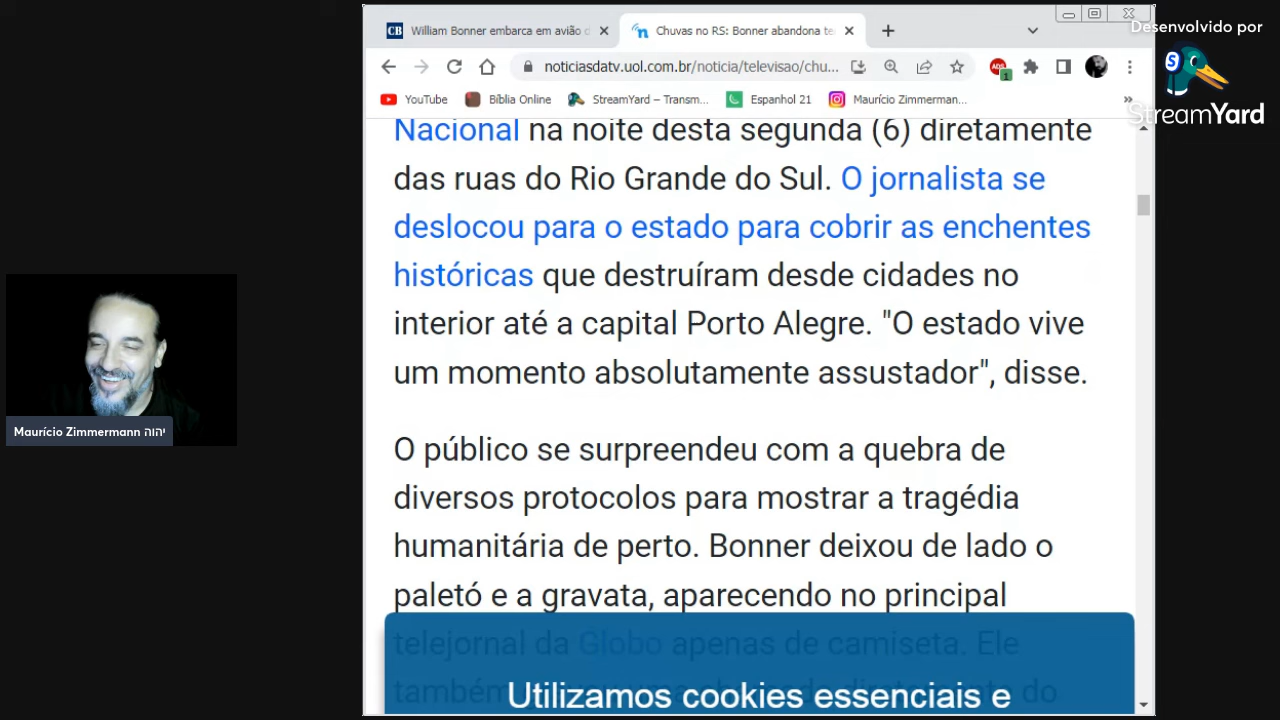 William Bonner embarca em avião d
Chuvas no RS: Bonner abandona te
Desenvolvido por
StreamYard
noticiasdatv.uol.com.br/noticia/televisao/chu...
ADS
1
YouTube
Bíblia Online
StreamYard – Transm...
Espanhol 21
Maurício Zimmerman...
»
Nacional na noite desta segunda (6) diretamente
das ruas do Rio Grande do Sul. O jornalista se
deslocou para o estado para cobrir as enchentes
históricas que destruíram desde cidades no
interior até a capital Porto Alegre. "O estado vive
um momento absolutamente assustador", disse.
O público se surpreendeu com a quebra de
diversos protocolos para mostrar a tragédia
humanitária de perto. Bonner deixou de lado o
paletó e a gravata, aparecendo no principal
telejornal da Globo apenas de camiseta. Ele
também
do
Utilizamos cookies essenciais e
CB
S
Maurício Zimmermann יהוה